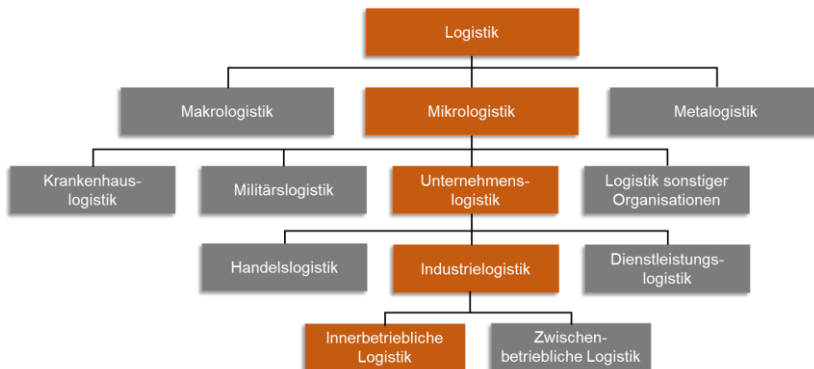 Logistik
Makrologistik
Mikrologistik
Metalogistik
Krankenhaus-
logistik
Militärslogistik
Unternehmens-
logistik
Logistik sonstiger
Organisationen
Handelslogistik
Industrielogistik
Dienstleistungs-
logistik
Innerbetriebliche
Logistik
Zwischen-
betriebliche Logistik